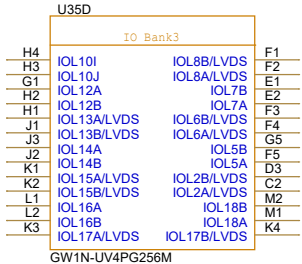 U35D
IO Bank3
H4 IOL10I IOL8B/LVDS F1
H3 IOL10J IOL8A/LVDS F2
G1 IOL12A IOL7B E1
H2 IOL12B IOL7A E2
H1 IOL13A/LVDS IOL6B/LVDS F3
J1 IOL13B/LVDS IOL6A/LVDS F4
J3 IOL14A IOL5B G5
J2 IOL14B IOL5A F5
K1 IOL15A/LVDS IOL2B/LVDS D3
K2 IOL15B/LVDS IOL2A/LVDS C2
L1 IOL16A IOL18B M2
L2 IOL16B IOL18A M1
K3 IOL17A/LVDS IOL17B/LVDS K4
GW1N-UV4PG256M